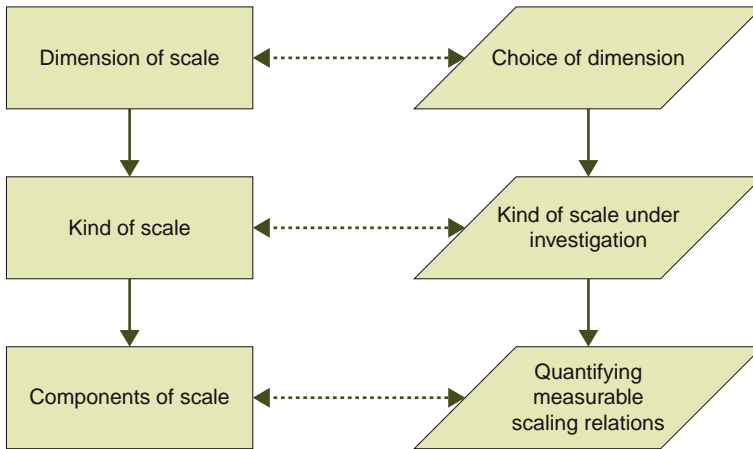 Dimension of scale
Choice of dimension
Kind of scale
Kind of scale under
investigation
Components of scale
Quantifying
measurable
scaling relations